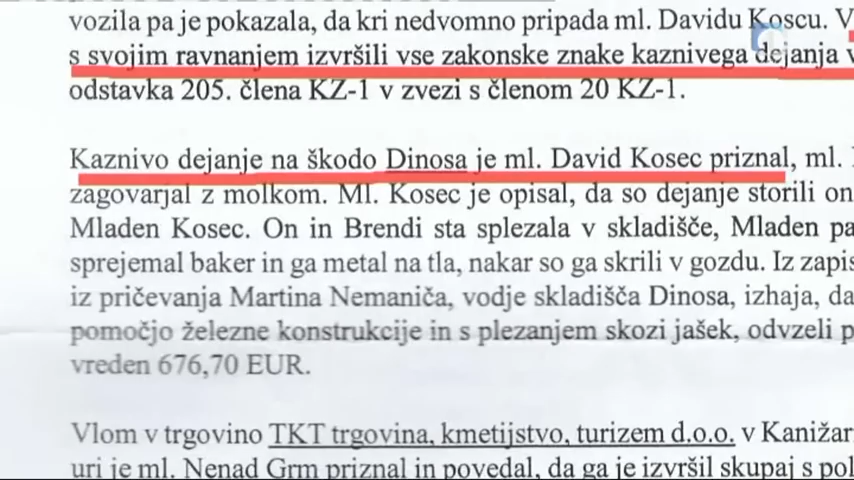 vozila pa je pokazala, da kri nedvomno pripada ml. Davidu Koscu. V
s svojim ravnanjem izvršili vse zakonske znake kaznivega dejanja v
odstavka 205. člena KZ-1 v zvezi s členom 20 KZ-1.
Kaznivo dejanje na škodo Dinosa je ml. David Kosec priznal, ml.
zagovarjal z molkom. Ml. Kosec je opisal, da so dejanje storili on
Mladen Kosec. On in Brendi sta splezala v skladišče, Mladen pa
sprejemal baker in ga metal na tla, nakar so ga skrili v gozdu. Iz zapis
iz pričevanja Martina Nemaniča, vodje skladišča Dinosa, izhaja, da
pomočjo železne konstrukcije in s plezanjem skozi jašek, odvzeli p
vreden 676,70 EUR.
Vlom v trgovino TKT trgovina, kmetijstvo, turizem d.o.o. v Kanižar
uri je ml. Nenad Grm priznal in povedal, da ga je izvršil skupaj s pol